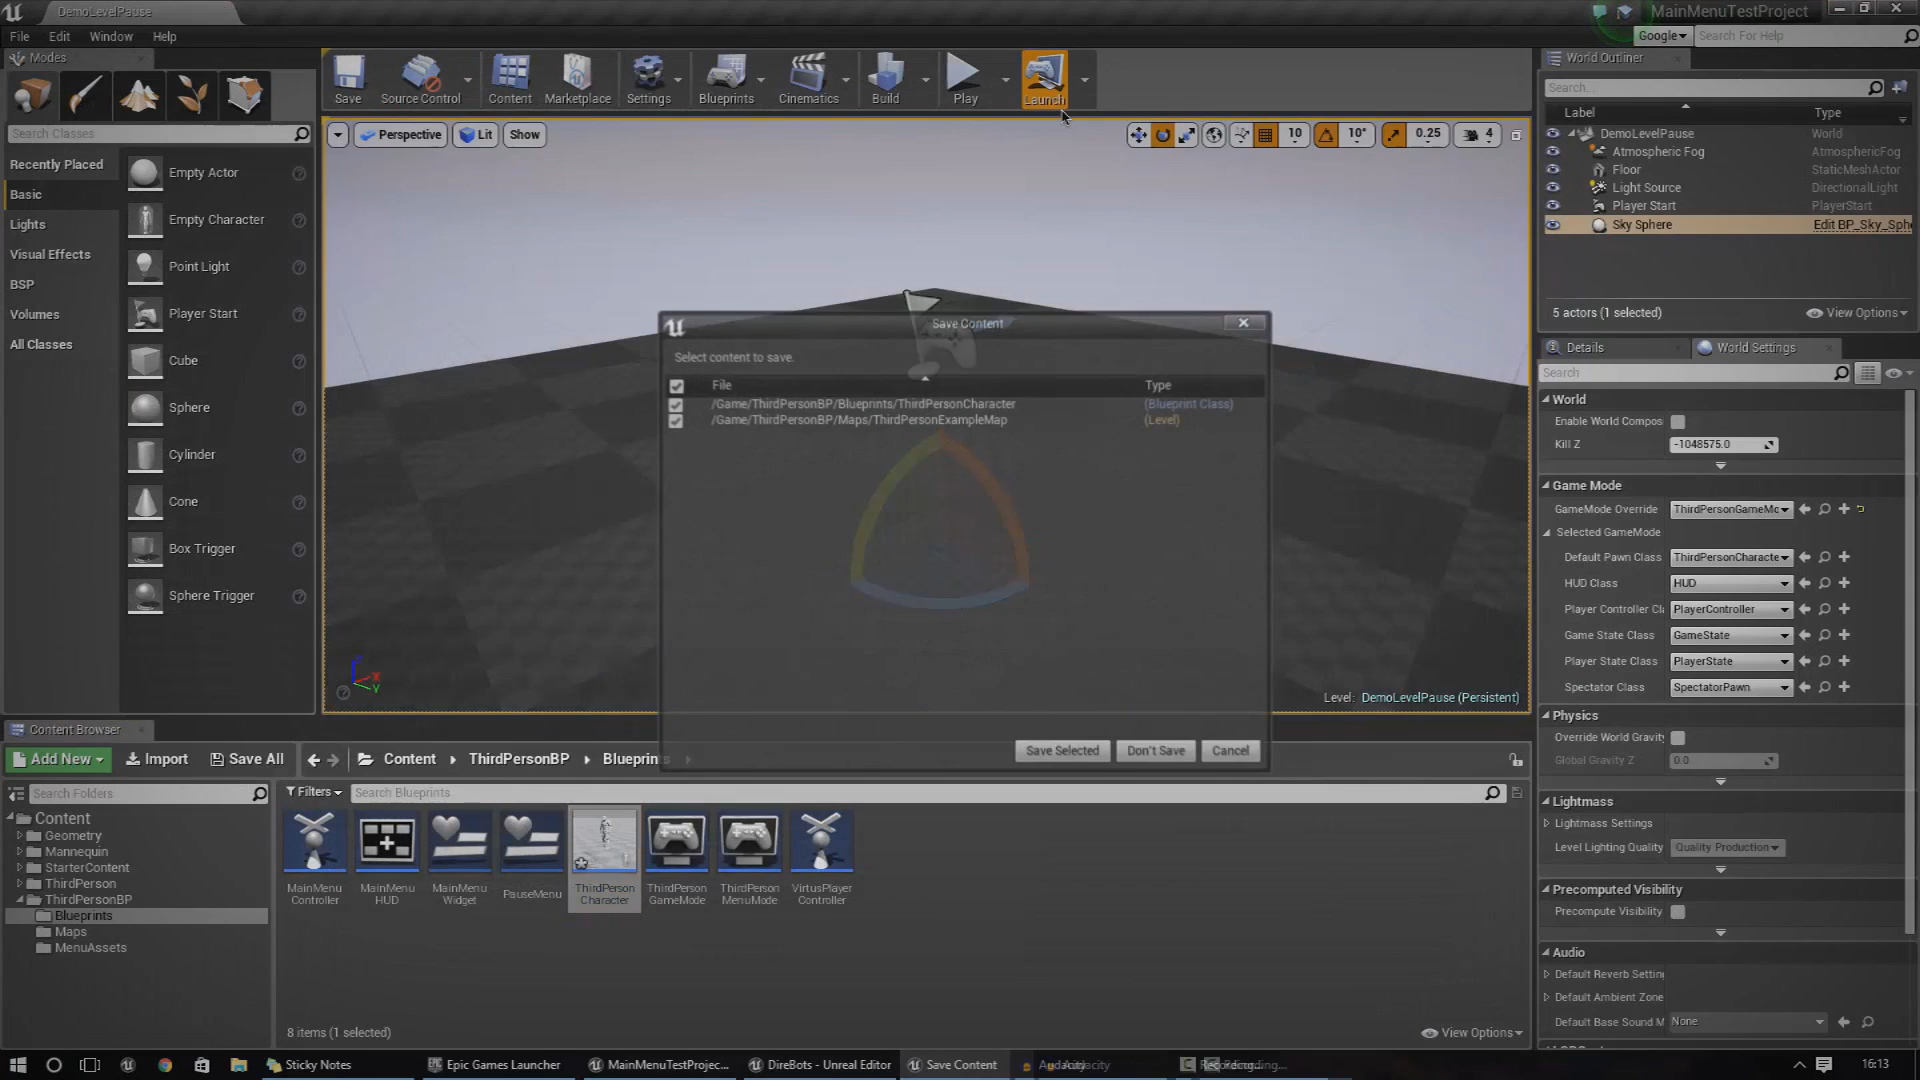 DemoLevelPause
MainMenuTestProject
File Edit Window Help
Google Search For Help
Modes
Search Classes
Recently Placed
Basic
Lights
Visual Effects
BSP
Volumes
All Classes
Empty Actor
Empty Character
Point Light
Player Start
Cube
Sphere
Cylinder
Cone
Box Trigger
Sphere Trigger
Save Source Control Content Marketplace Settings Blueprints Cinematics Build Play Launch
Perspective Lit Show
10 10° 0.25 4
Save Content
Select content to save.
File Type
/Game/ThirdPersonBP/Blueprints/ThirdPersonCharacter (Blueprint Class)
/Game/ThirdPersonBP/Maps/ThirdPersonExampleMap (Level)
Save Selected Don't Save Cancel
Z X Y
Level: DemoLevelPause (Persistent)
World Outliner
Search...
Label Type
DemoLevelPause World
Atmospheric Fog AtmosphericFog
Floor StaticMeshActor
Light Source DirectionalLight
Player Start PlayerStart
Sky Sphere Edit BP_Sky_Sph
5 actors (1 selected) View Options
Details World Settings
Search
World
Enable World Compos
Kill Z -1048575.0
Game Mode
GameMode Override ThirdPersonGameMo
Selected GameMode
Default Pawn Class ThirdPersonCharacte
HUD Class HUD
Player Controller Cl PlayerController
Game State Class GameState
Player State Class PlayerState
Spectator Class SpectatorPawn
Physics
Override World Gravit
Global Gravity Z 0.0
Lightmass
Lightmass Settings
Level Lighting Quality Quality Production
Precomputed Visibility
Precompute Visibility
Audio
Default Reverb Settin
Default Ambient Zone
Default Base Sound M None
Content Browser
Add New Import Save All Content ThirdPersonBP Blueprin
Search Folders
Filters Search Blueprints
Content
Geometry
Mannequin
StarterContent
ThirdPerson
ThirdPersonBP
Blueprints
Maps
MenuAssets
MainMenu Controller
MainMenu HUD
MainMenu Widget
PauseMenu
ThirdPerson Character
ThirdPerson GameMode
ThirdPerson MenuMode
VirtusPlayer Controller
8 items (1 selected) View Options
Sticky Notes Epic Games Launcher MainMenuTestProjec... DireBots - Unreal Editor Save Content Audacity Recording... 16:13